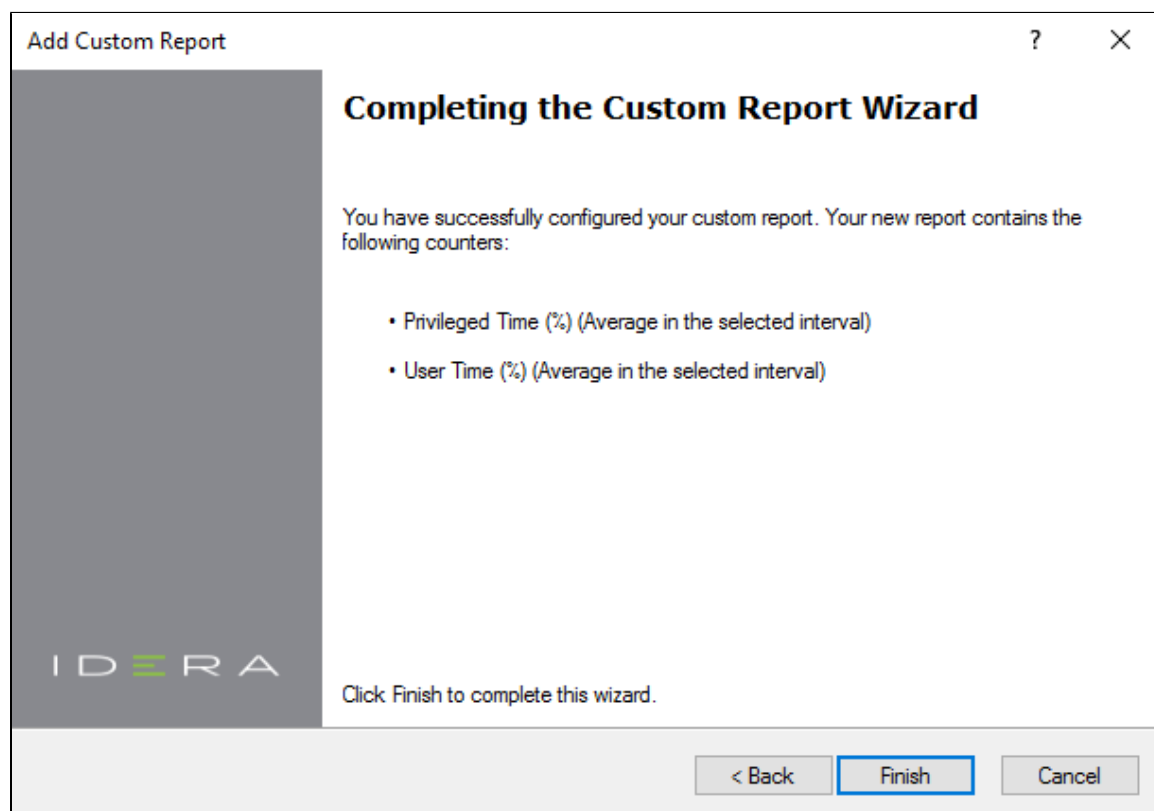 Add Custom Report
?
Completing the Custom Report Wizard
You have successfully configured your custom report. Your new report contains the
following counters:
• Privileged Time (%) (Average in the selected interval)
• User Time (%) (Average in the selected interval)
IDERA
Click Finish to complete this wizard.
< Back Finish Cancel